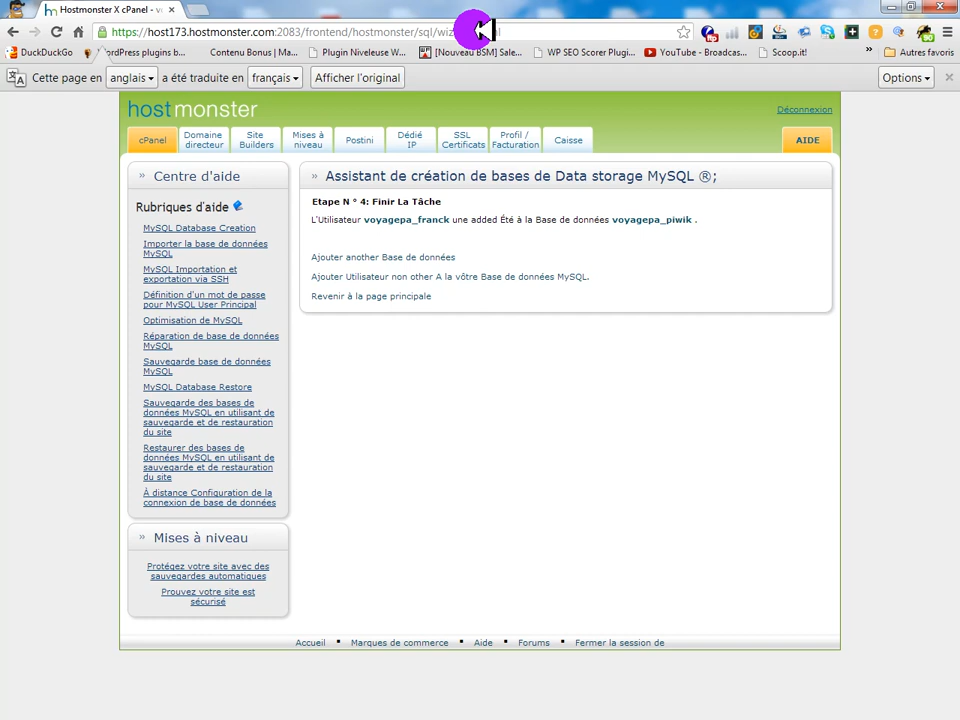 Hostmonster X cPanel - v
https://host173.hostmonster.com:2083/frontend/hostmonster/sql/wiz
DuckDuckGo
ordPress plugins b...
Contenu Bonus | Ma...
Plugin Niveleuse W...
[Nouveau BSM] Sale...
WP SEO Scorer Plugi...
YouTube - Broadcas...
Scoop.it!
»
Autres favoris
Cette page en anglais a été traduite en français Afficher l'original Options
hostmonster
Déconnexion
cPanel
Domaine directeur
Site Builders
Mises à niveau
Postini
Dédié IP
SSL Certificats
Profil / Facturation
Caisse
AIDE
» Centre d'aide
Rubriques d'aide
MySQL Database Creation
Importer la base de données
MySQL
MySQL Importation et
exportation via SSH
Définition d'un mot de passe
pour MySQL User Principal
Optimisation de MySQL
Réparation de base de données
MySQL
Sauvegarde base de données
MySQL
MySQL Database Restore
Sauvegarde des bases de
données MySQL en utilisant de
sauvegarde et de restauration
du site
Restaurer des bases de
données MySQL en utilisant de
sauvegarde et de restauration
du site
À distance Configuration de la
connexion de base de données
» Mises à niveau
Protégez votre site avec des
sauvegardes automatiques
Prouvez votre site est
sécurisé
» Assistant de création de bases de Data storage MySQL ®;
Etape N ° 4: Finir La Tâche
L'Utilisateur voyagepa_franck une added Été à la Base de données voyagepa_piwik .
Ajouter another Base de données
Ajouter Utilisateur non other A la vôtre Base de données MySQL.
Revenir à la page principale
Accueil ▪ Marques de commerce ▪ Aide ▪ Forums ▪ Fermer la session de